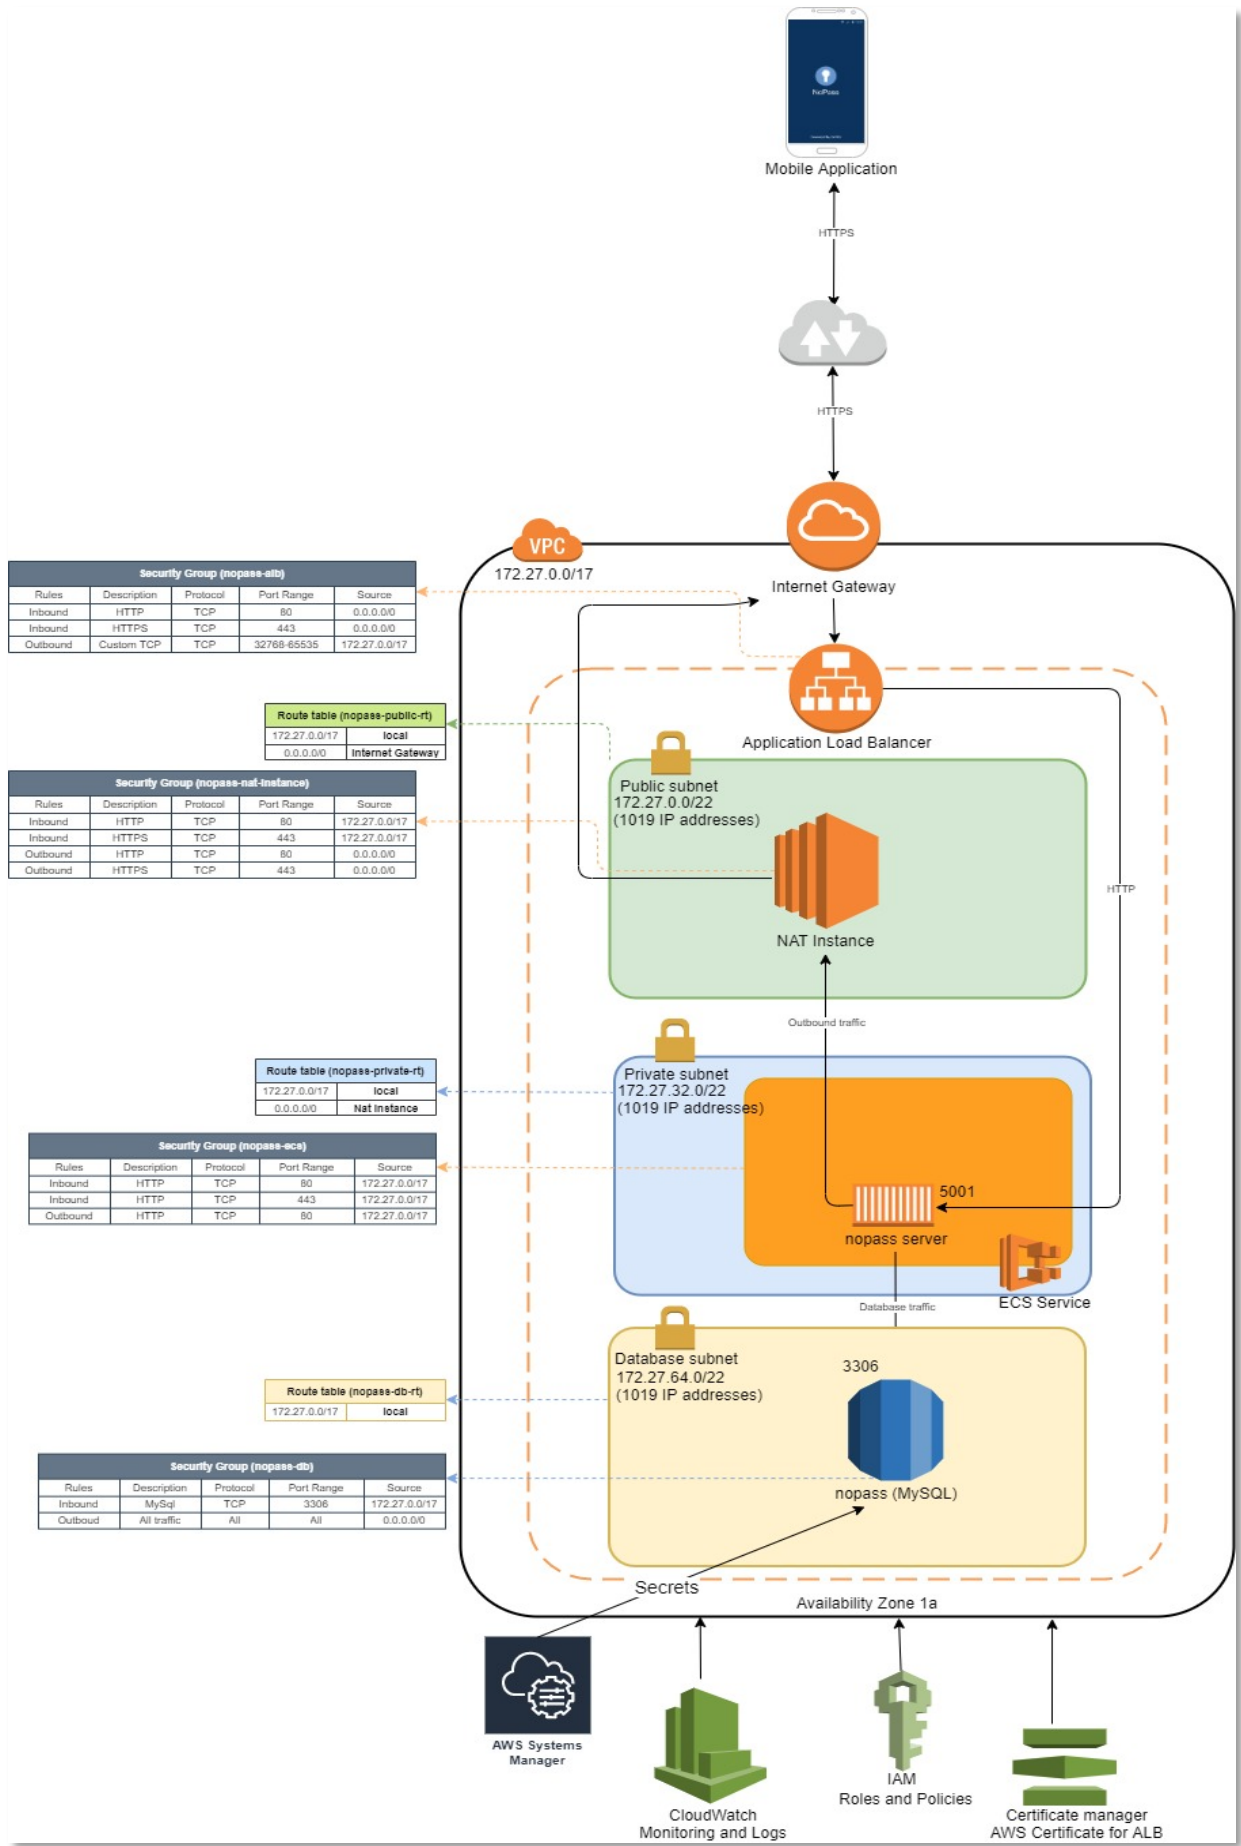 NoPass
Mobile Application
HTTPS
HTTPS
VPC
172.27.0.0/17
Internet Gateway
Security Group (nopass-alb)
Rules Description Protocol Port Range Source
Inbound HTTP TCP 80 0.0.0.0/0
Inbound HTTPS TCP 443 0.0.0.0/0
Outbound Custom TCP TCP 32768-65535 172.27.0.0/17
Route table (nopass-public-rt)
172.27.0.0/17 local
0.0.0.0/0 Internet Gateway
Application Load Balancer
Security Group (nopass-nat-instance)
Rules Description Protocol Port Range Source
Inbound HTTP TCP 80 172.27.0.0/17
Inbound HTTPS TCP 443 172.27.0.0/17
Outbound HTTP TCP 80 0.0.0.0/0
Outbound HTTPS TCP 443 0.0.0.0/0
Public subnet
172.27.0.0/22
(1019 IP addresses)
HTTP
NAT Instance
Outbound traffic
Route table (nopass-private-rt)
172.27.0.0/17 local
0.0.0.0/0 Nat Instance
Private subnet
172.27.32.0/22
(1019 IP addresses)
Security Group (nopass-ecs)
Rules Description Protocol Port Range Source
Inbound HTTP TCP 80 172.27.0.0/17
Inbound HTTP TCP 443 172.27.0.0/17
Outbound HTTP TCP 80 172.27.0.0/17
5001
nopass server
ECS Service
Database traffic
Database subnet
172.27.64.0/22
(1019 IP addresses)
3306
Route table (nopass-db-rt)
172.27.0.0/17 local
Security Group (nopass-db)
Rules Description Protocol Port Range Source
Inbound MySql TCP 3306 172.27.0.0/17
Outboud All traffic All All 0.0.0.0/0
nopass (MySQL)
Secrets
Availability Zone 1a
AWS Systems
Manager
CloudWatch
Monitoring and Logs
IAM
Roles and Policies
Certificate manager
AWS Certificate for ALB